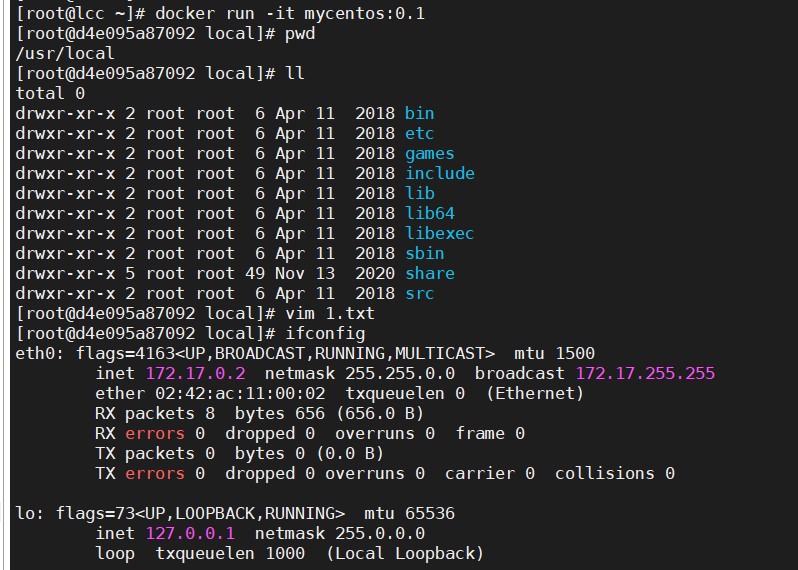 [root@lcc ~]# docker run -it mycentos:0.1
[root@d4e095a87092 local]# pwd
/usr/local
[root@d4e095a87092 local]# ll
total 0
drwxr-xr-x 2 root root  6 Apr 11  2018 bin
drwxr-xr-x 2 root root  6 Apr 11  2018 etc
drwxr-xr-x 2 root root  6 Apr 11  2018 games
drwxr-xr-x 2 root root  6 Apr 11  2018 include
drwxr-xr-x 2 root root  6 Apr 11  2018 lib
drwxr-xr-x 2 root root  6 Apr 11  2018 lib64
drwxr-xr-x 2 root root  6 Apr 11  2018 libexec
drwxr-xr-x 2 root root  6 Apr 11  2018 sbin
drwxr-xr-x 5 root root 49 Nov 13  2020 share
drwxr-xr-x 2 root root  6 Apr 11  2018 src
[root@d4e095a87092 local]# vim 1.txt
[root@d4e095a87092 local]# ifconfig
eth0: flags=4163<UP,BROADCAST,RUNNING,MULTICAST>  mtu 1500
        inet 172.17.0.2  netmask 255.255.0.0  broadcast 172.17.255.255
        ether 02:42:ac:11:00:02  txqueuelen 0  (Ethernet)
        RX packets 8  bytes 656 (656.0 B)
        RX errors 0  dropped 0  overruns 0  frame 0
        TX packets 0  bytes 0 (0.0 B)
        TX errors 0  dropped 0 overruns 0  carrier 0  collisions 0

lo: flags=73<UP,LOOPBACK,RUNNING>  mtu 65536
        inet 127.0.0.1  netmask 255.0.0.0
        loop  txqueuelen 1000  (Local Loopback)